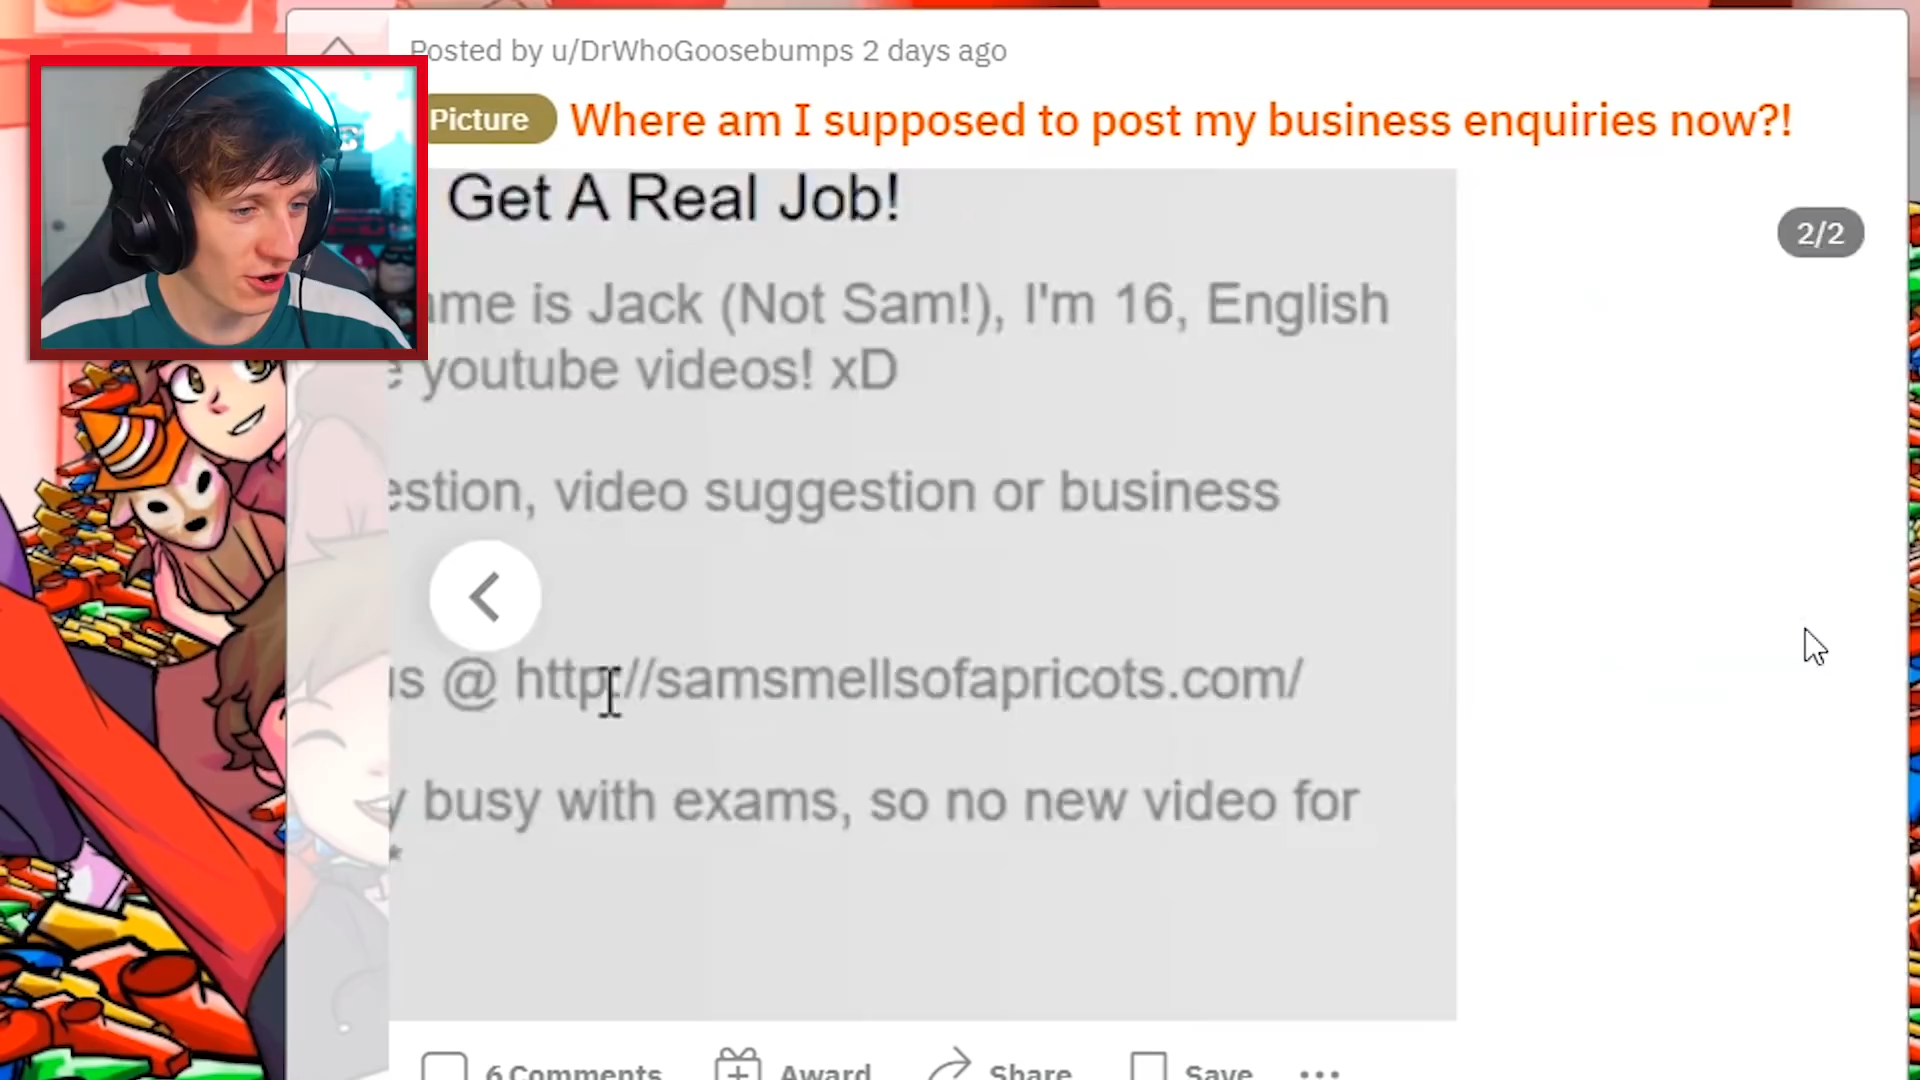 Posted by u/DrWhoGoosebumps 2 days ago
Picture Where am I supposed to post my business enquiries now?!
Get A Real Job!
2/2
ame is Jack (Not Sam!), I'm 16, English
e youtube videos! xD
estion, video suggestion or business
us @ http://samsmellsofapricots.com/
y busy with exams, so no new video for
*
6 Comments Award Share Save ...